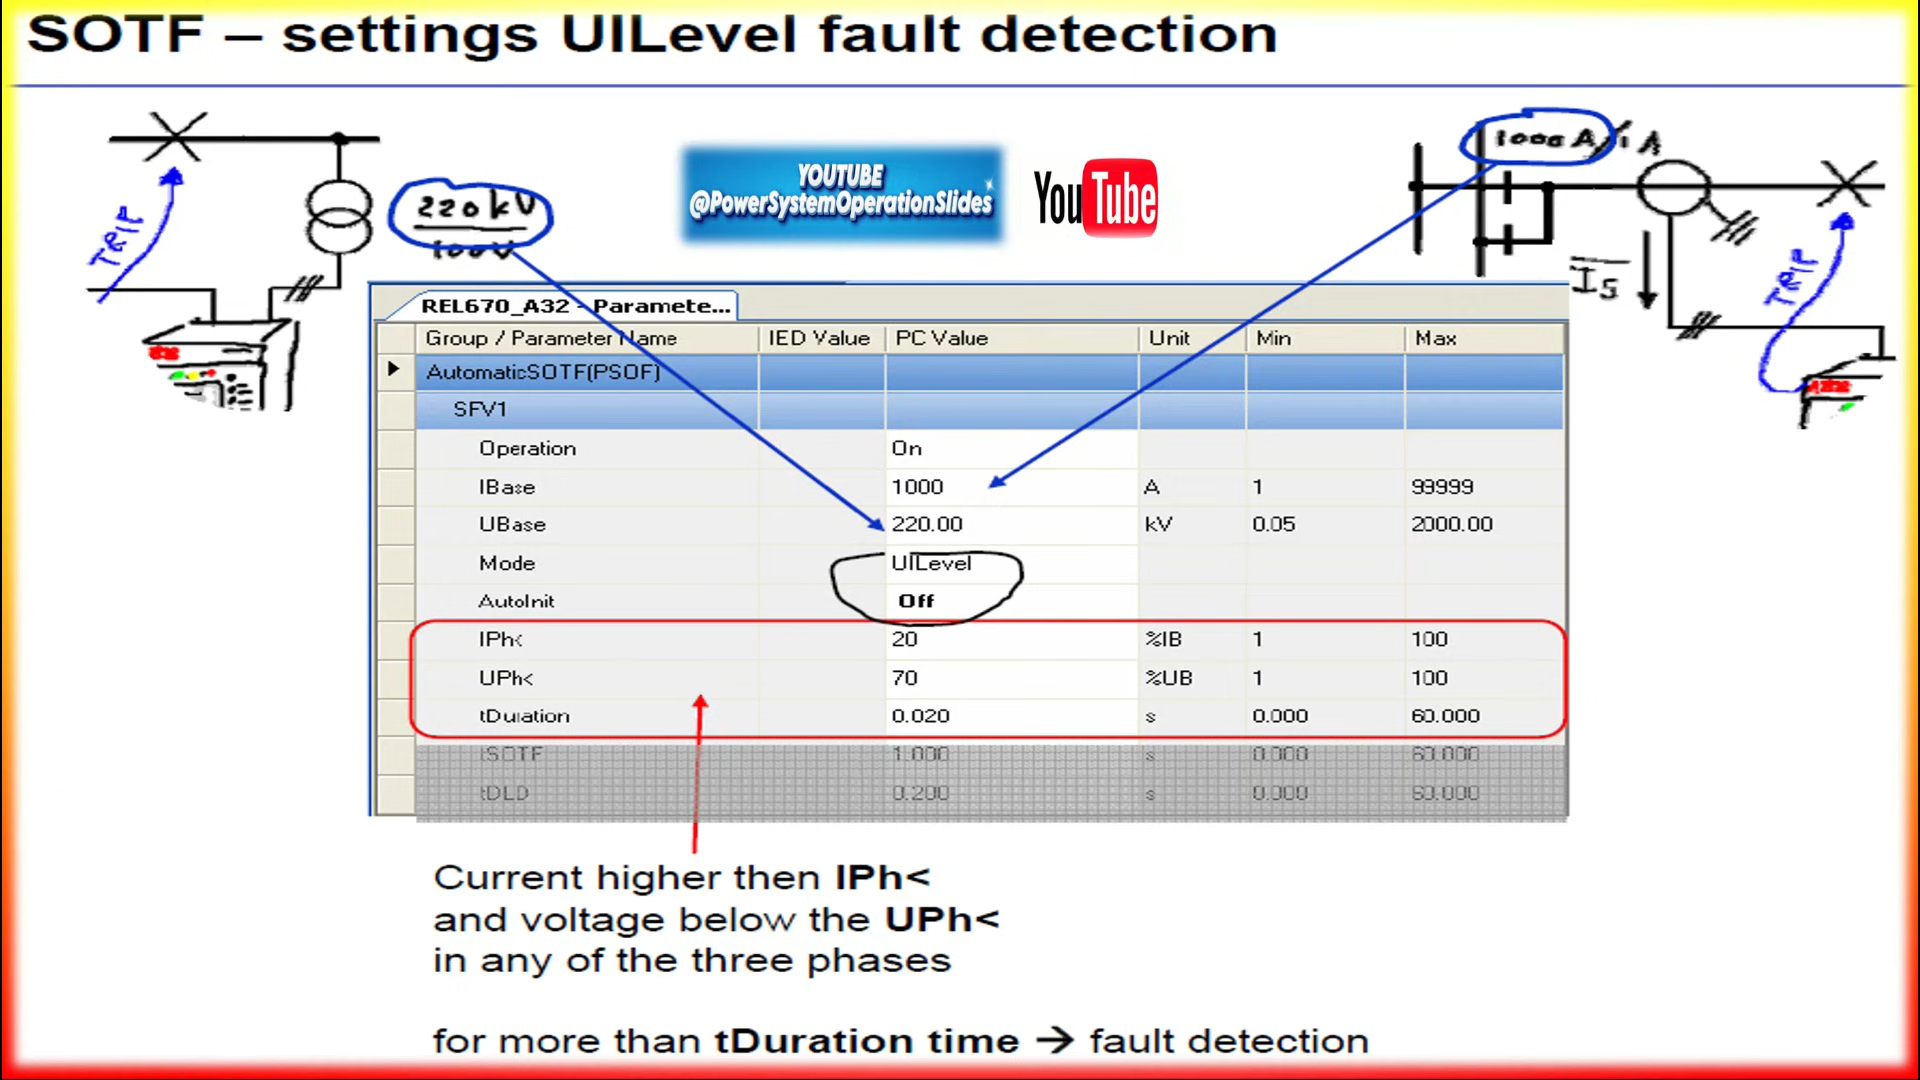 SOTF – settings UILevel fault detection
TRIP
220 kV
100V
YOUTUBE
@PowerSystemOperationSlides
YouTube
1000 A/1 A
IS
TRIP
REL670_A32 - Paramete...
Group / Parameter Name IED Value PC Value Unit Min Max
AutomaticSOTF(PSOF)
SFV1
Operation On
IBase 1000 A 1 99999
UBase 220.00 kV 0.05 2000.00
Mode UILevel
AutoInit Off
IPh< 20 %IB 1 100
UPh< 70 %UB 1 100
tDuration 0.020 s 0.000 60.000
tSOTF 1.000 s 0.000 60.000
tDLD 0.200 s 0.000 60.000
Current higher then IPh<
and voltage below the UPh<
in any of the three phases
for more than tDuration time → fault detection